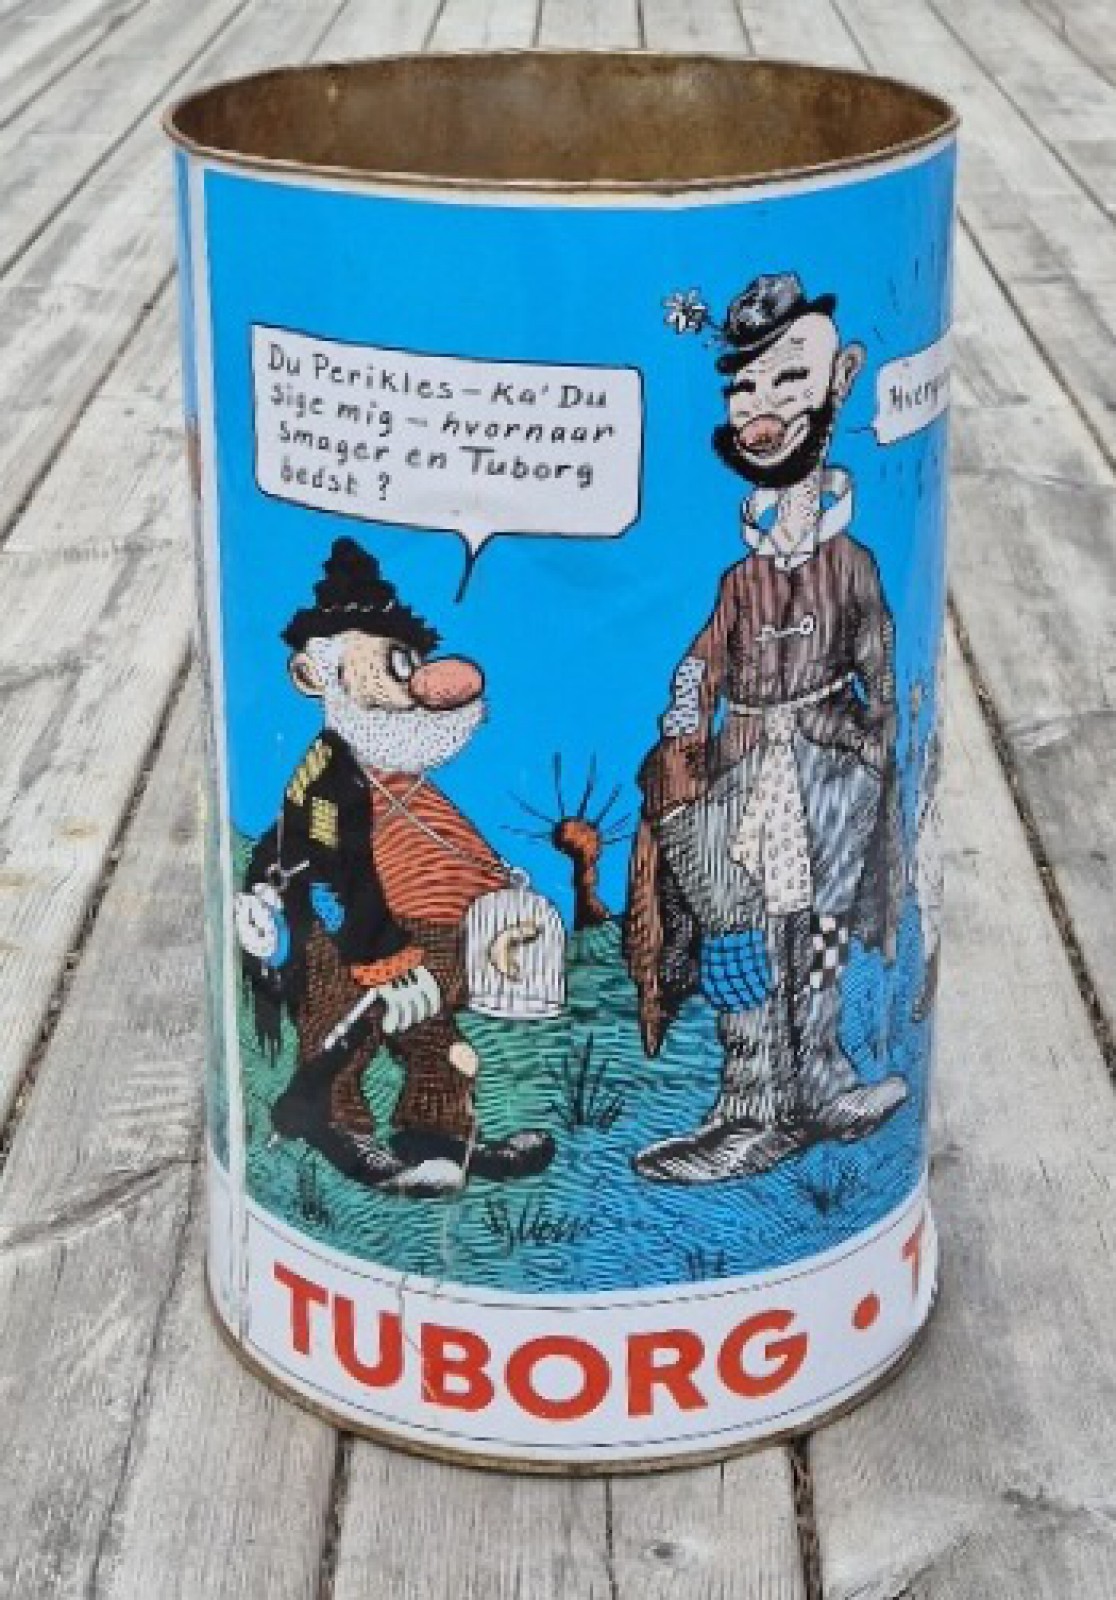 Du Perikles - Ka' Du
sige mig - hvornaar
smager en Tuborg
bedst ?
TUBORG • T